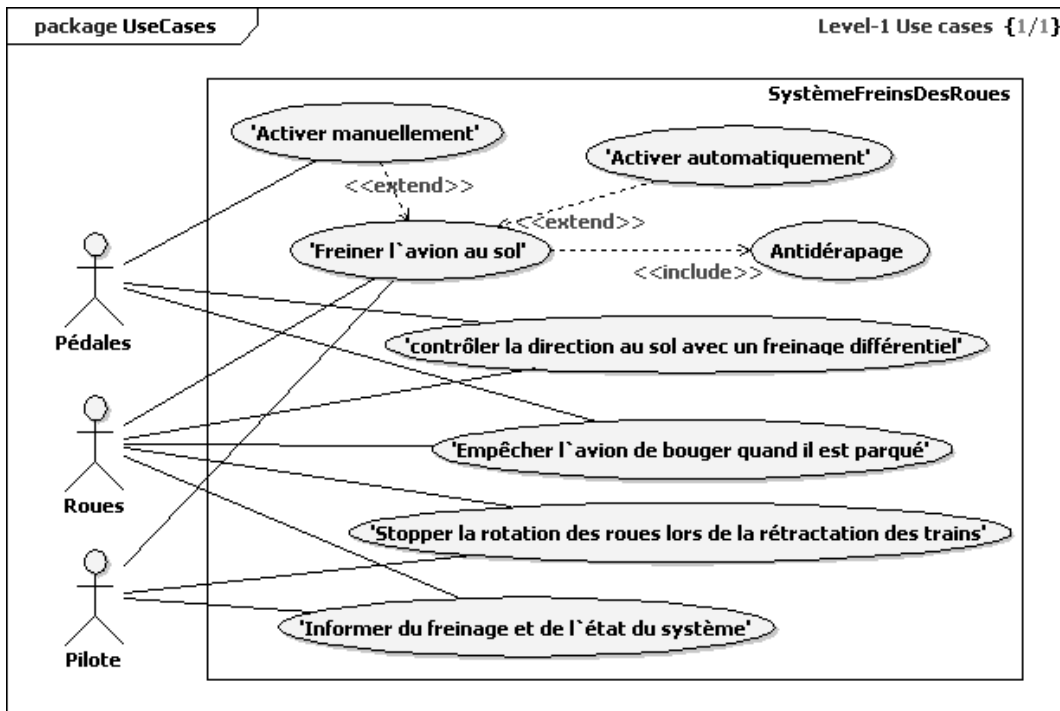 package UseCases
Level-1 Use cases {1/1}
SystèmeFreinsDesRoues
'Activer manuellement'
'Activer automatiquement'
<<extend>>
<<extend>>
'Freiner l`avion au sol'
Antidérapage
<<include>>
Pédales
'contrôler la direction au sol avec un freinage différentiel'
'Empêcher l`avion de bouger quand il est parqué'
Roues
'Stopper la rotation des roues lors de la rétractation des trains'
'Informer du freinage et de l`état du système'
Pilote